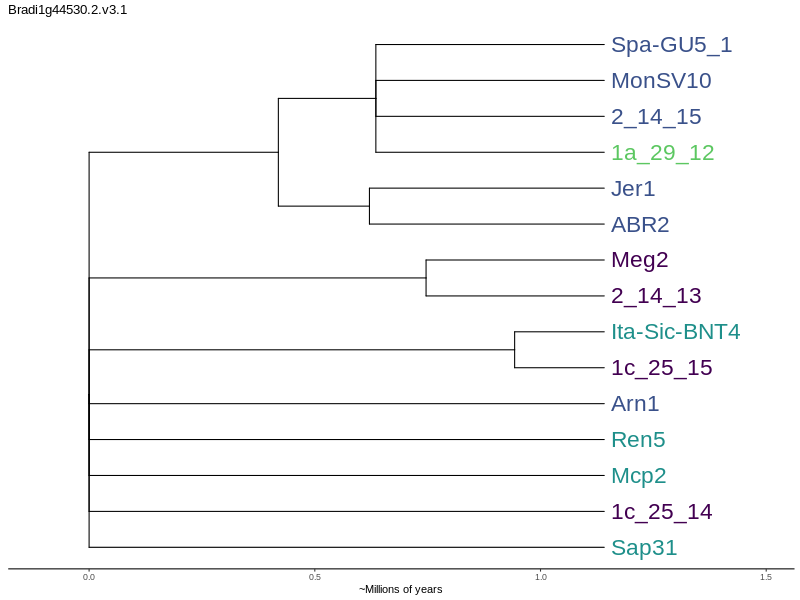 Bradi1g44530.2.v3.1
Spa-GU5_1
MonSV10
2_14_15
1a_29_12
Jer1
ABR2
Meg2
2_14_13
Ita-Sic-BNT4
1c_25_15
Arn1
Ren5
Mcp2
1c_25_14
Sap31
0.0 0.5 1.0 1.5
~Millions of years